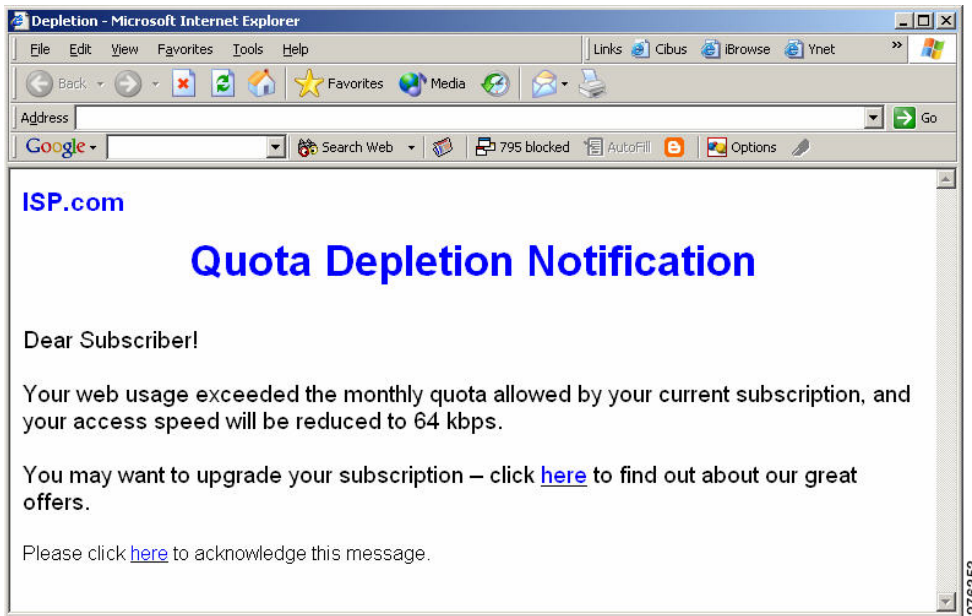 Depletion - Microsoft Internet Explorer
File Edit View Favorites Tools Help Links Cibus iBrowse Ynet »
Back Favorites Media
Address Go
Google Search Web 795 blocked AutoFill Options
ISP.com
Quota Depletion Notification
Dear Subscriber!
Your web usage exceeded the monthly quota allowed by your current subscription, and
your access speed will be reduced to 64 kbps.
You may want to upgrade your subscription – click here to find out about our great
offers.
Please click here to acknowledge this message.